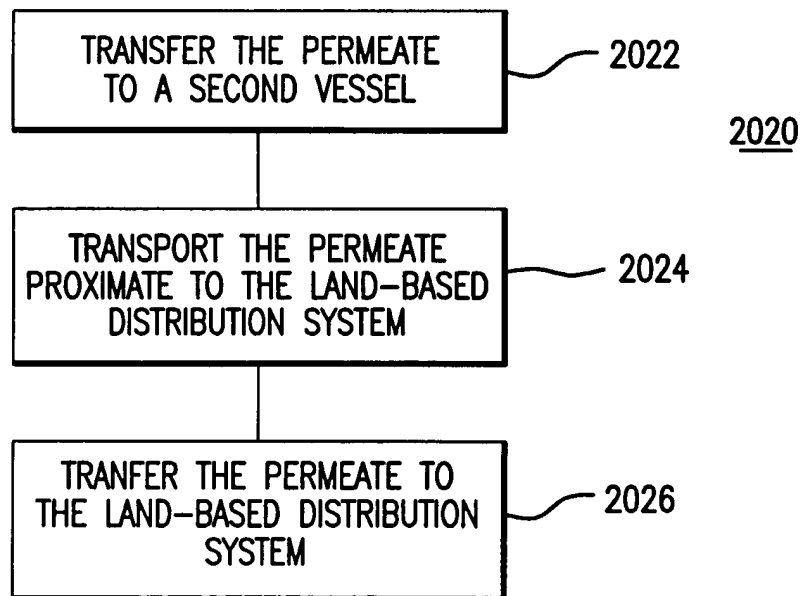 TRANSFER THE PERMEATE
TO A SECOND VESSEL
2022
2020
TRANSPORT THE PERMEATE
PROXIMATE TO THE LAND-BASED
DISTRIBUTION SYSTEM
2024
TRANFER THE PERMEATE TO
THE LAND-BASED DISTRIBUTION
SYSTEM
2026